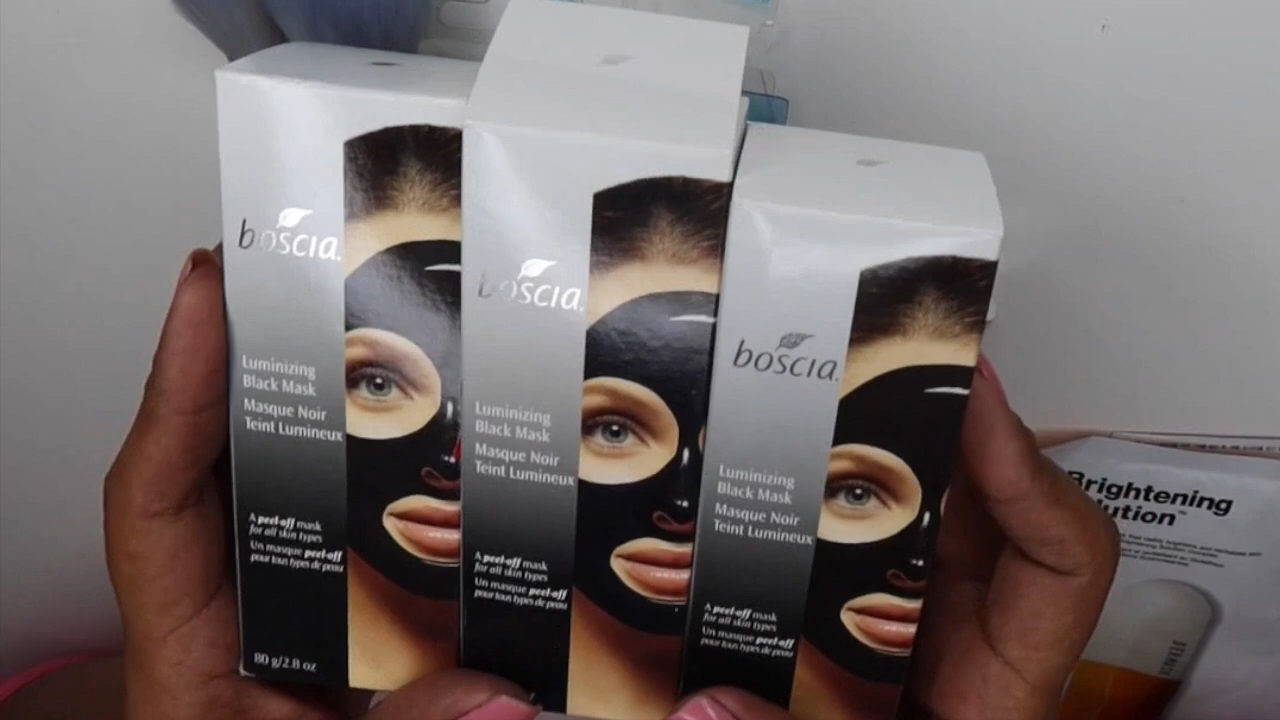 boscia.
Luminizing
Black Mask
Masque Noir
Teint Lumineux
A peel-off mask
for all skin types
Un masque peel-off
pour tous types de peau
80 g/2.8 oz
boscia.
Luminizing
Black Mask
Masque Noir
Teint Lumineux
A peel-off mask
for all skin types
Un masque peel-off
pour tous types de peau
boscia.
Luminizing
Black Mask
Masque Noir
Teint Lumineux
A peel-off mask
for all skin types
Un masque peel-off
pour tous types de peau
Brightening